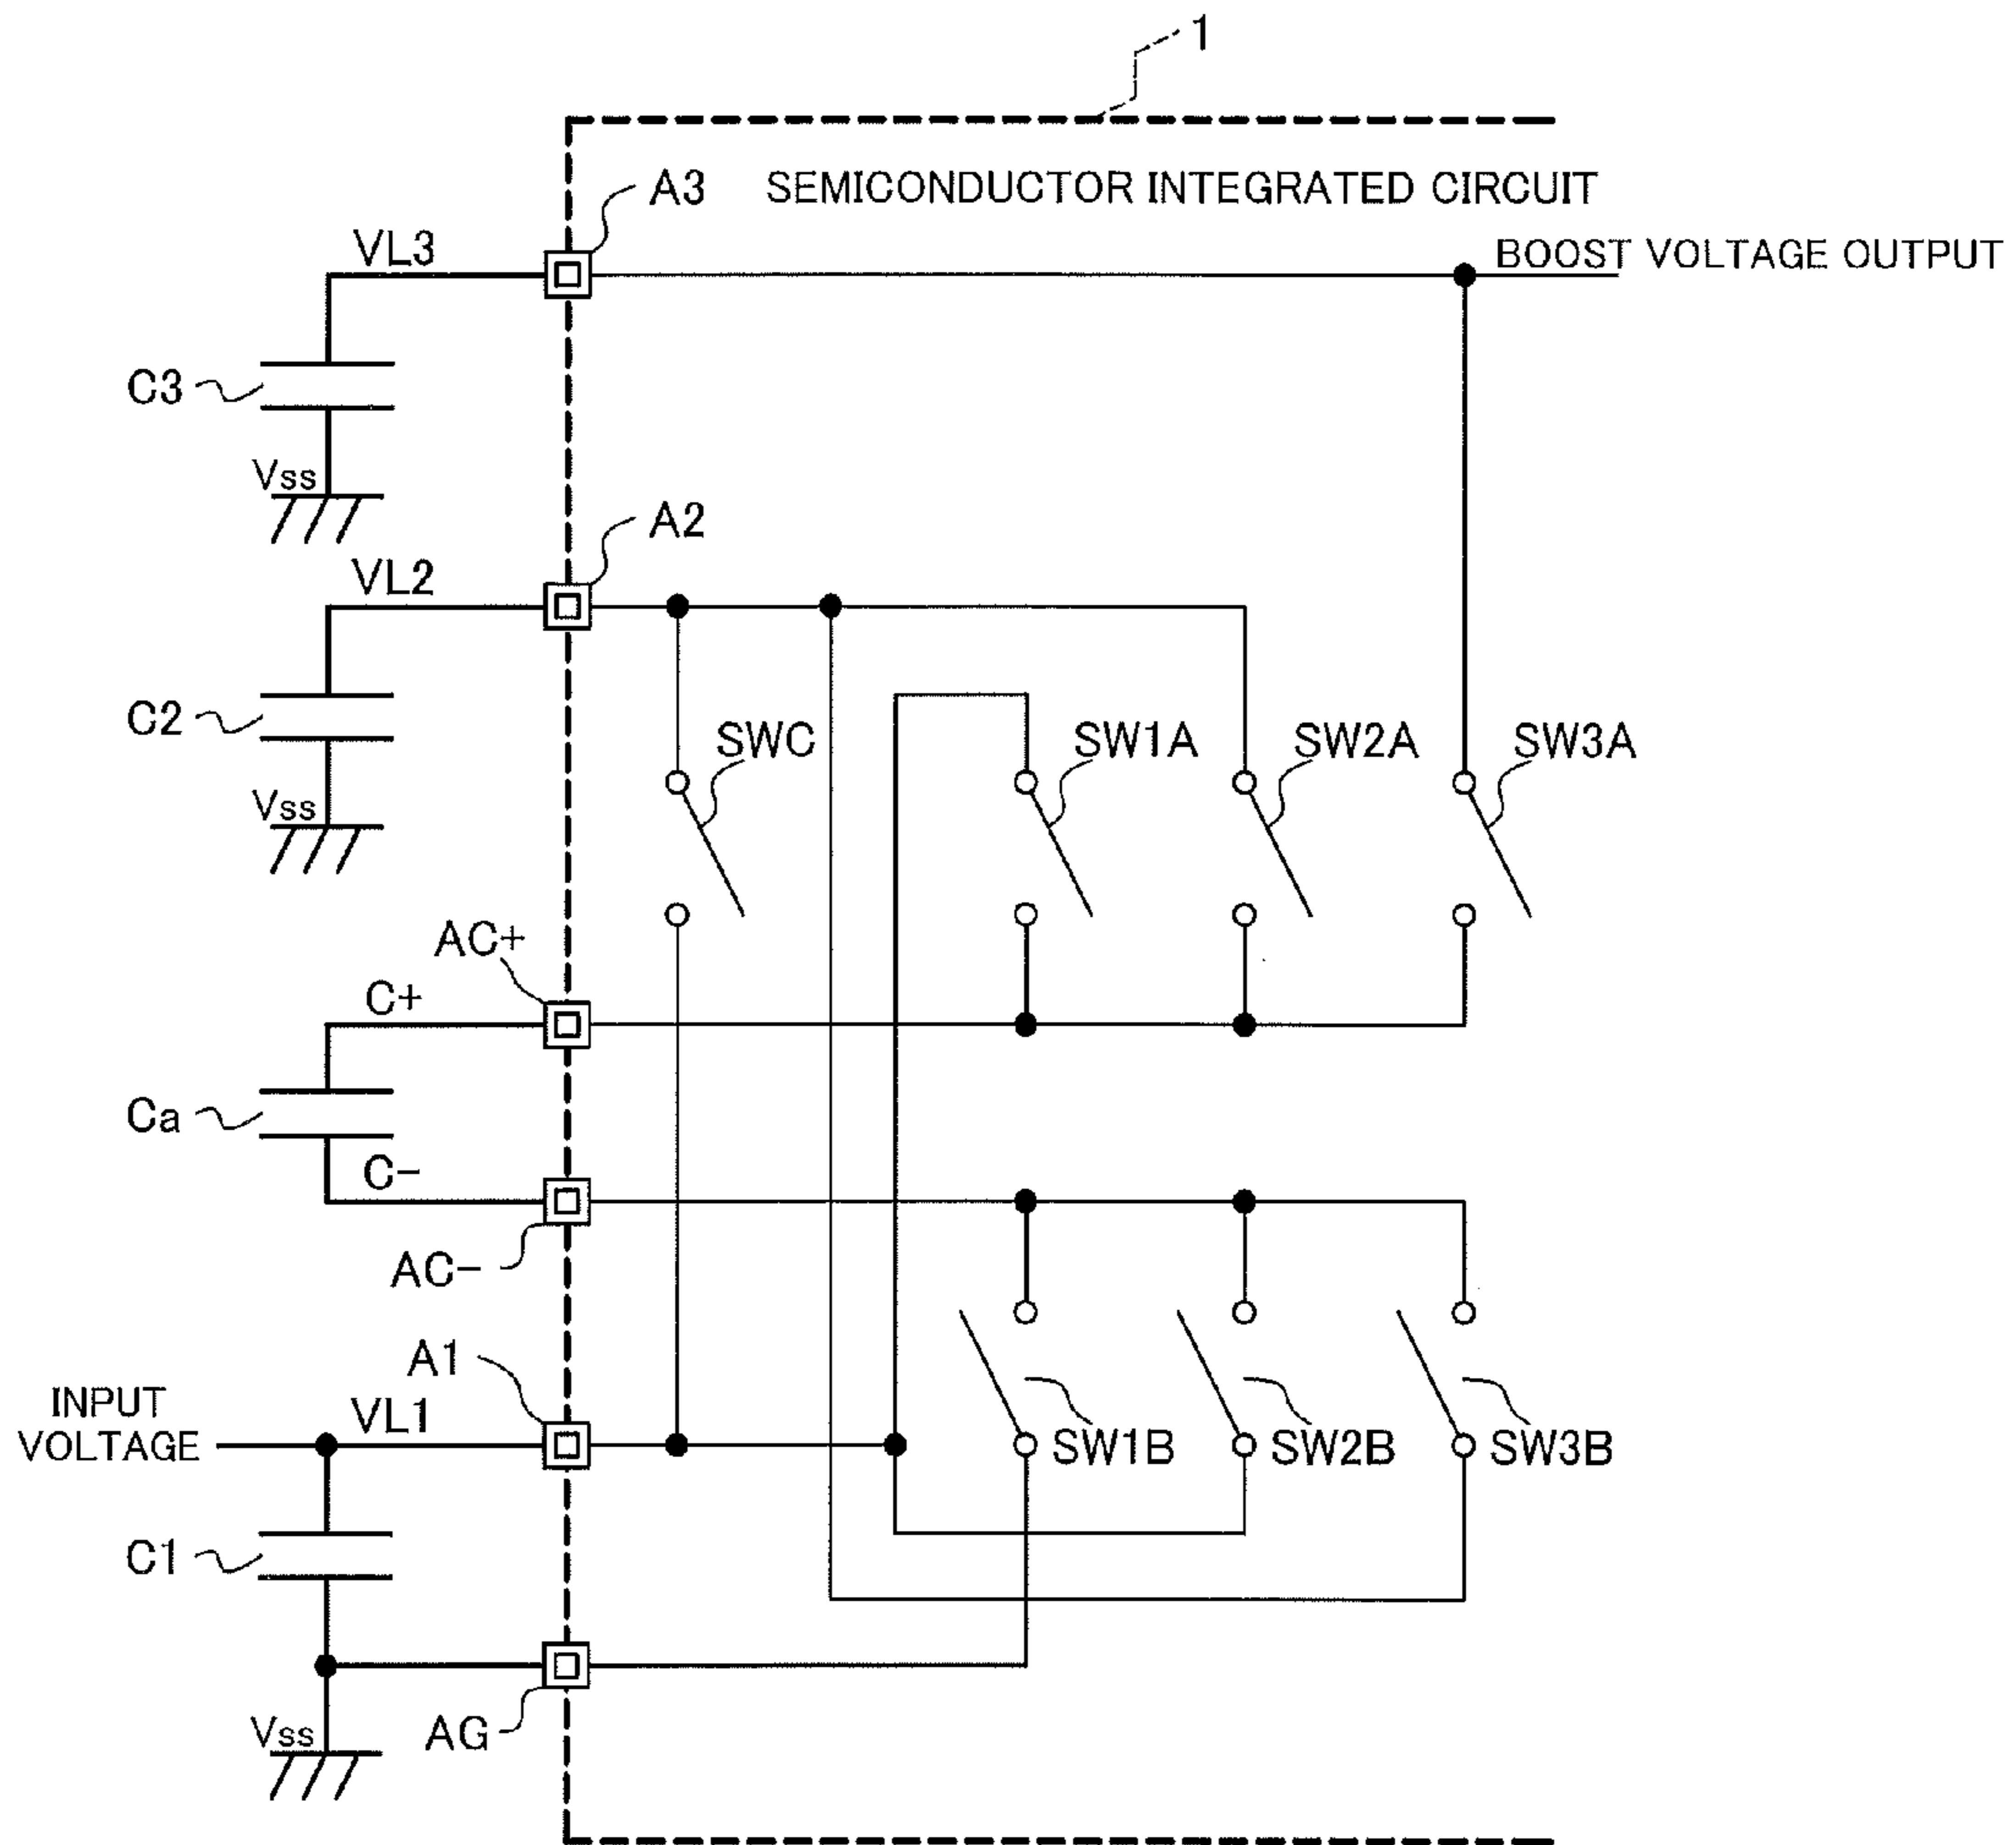 1
A3
SEMICONDUCTOR INTEGRATED CIRCUIT
VL3
BOOST VOLTAGE OUTPUT
C3
Vss
A2
VL2
C2
SWC
SW1A
SW2A
SW3A
Vss
AC+
C+
Ca
C-
AC-
A1
INPUT
VOLTAGE
VL1
SW1B
SW2B
SW3B
C1
Vss
AG